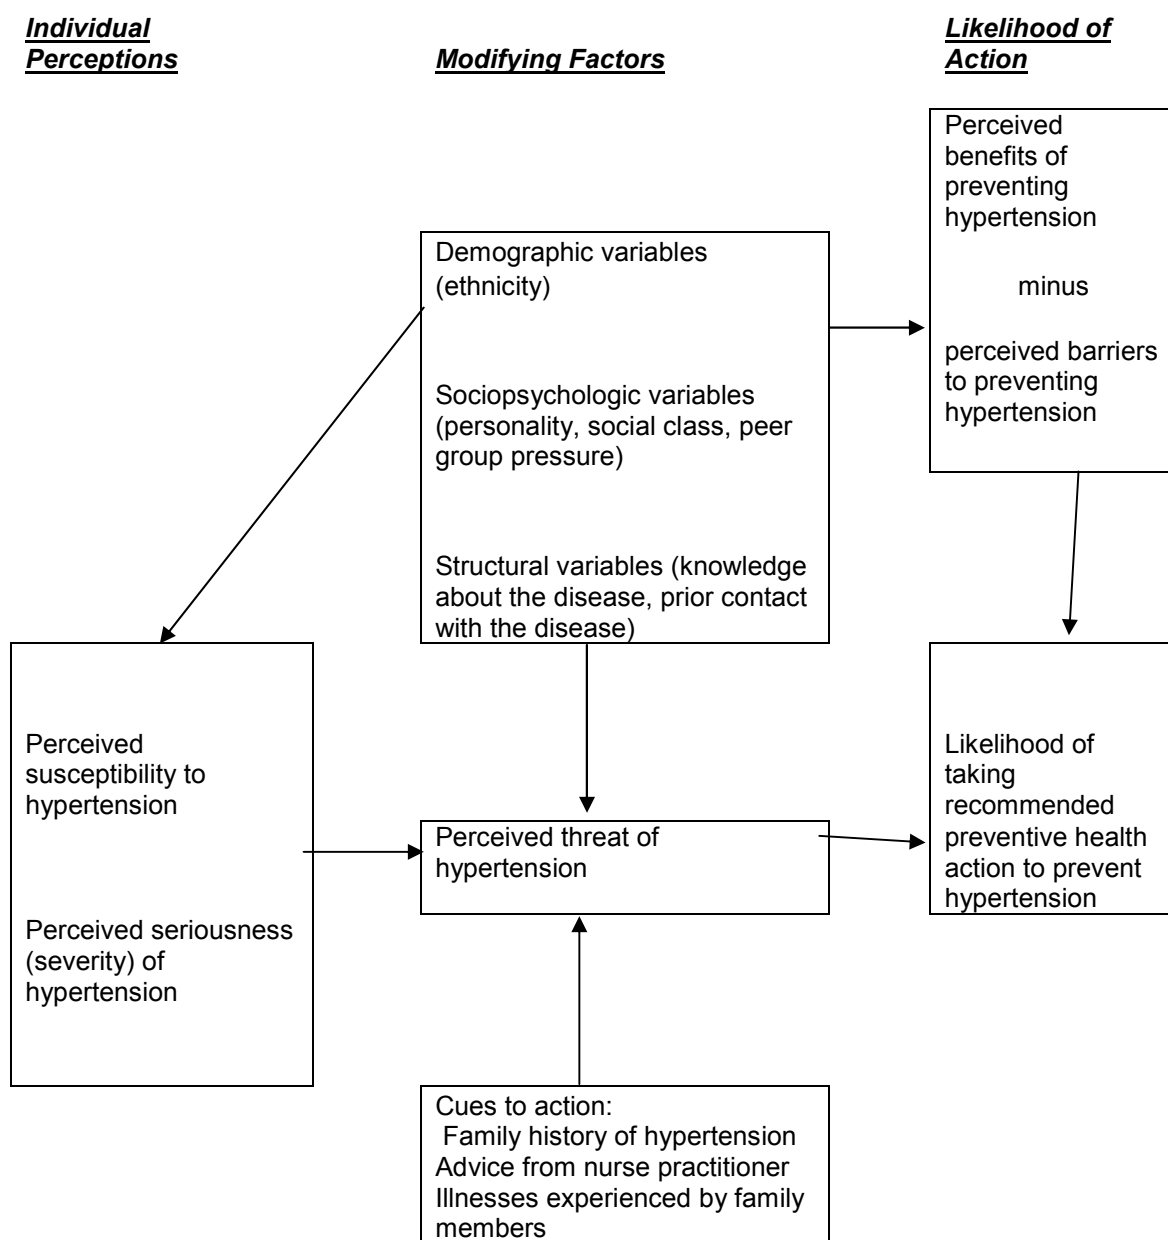 Individual
Perceptions
Modifying Factors
Likelihood of
Action
Perceived
benefits of
preventing
hypertension
minus
perceived barriers
to preventing
hypertension
Demographic variables
(ethnicity)
Sociopsychologic variables
(personality, social class, peer
group pressure)
Structural variables (knowledge
about the disease, prior contact
with the disease)
Perceived
susceptibility to
hypertension
Perceived seriousness
(severity) of
hypertension
Perceived threat of
hypertension
Likelihood of
taking
recommended
preventive health
action to prevent
hypertension
Cues to action:
Family history of hypertension
Advice from nurse practitioner
Illnesses experienced by family
members